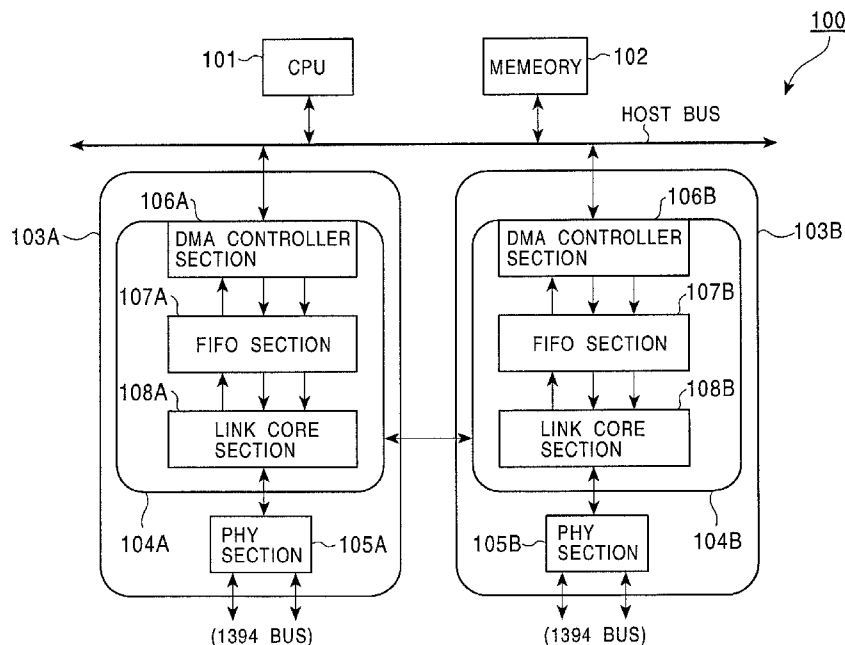 100
101
CPU
MEMEORY
102
HOST BUS
106A
106B
103A
DMA CONTROLLER
SECTION
DMA CONTROLLER
SECTION
103B
107A
107B
FIFO SECTION
FIFO SECTION
108A
108B
LINK CORE
SECTION
LINK CORE
SECTION
104A
PHY
SECTION
105A
105B
PHY
SECTION
104B
(1394 BUS)
(1394 BUS)